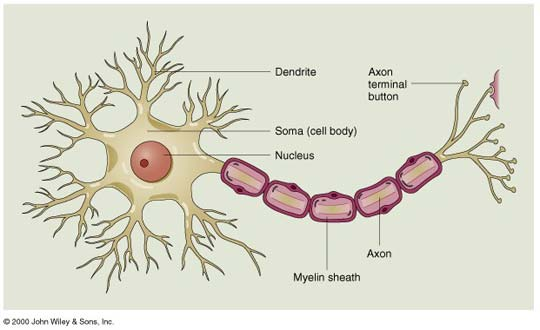 Dendrite
Axon
terminal
button
Soma (cell body)
Nucleus
Axon
Myelin sheath
© 2000 John Wiley & Sons, Inc.